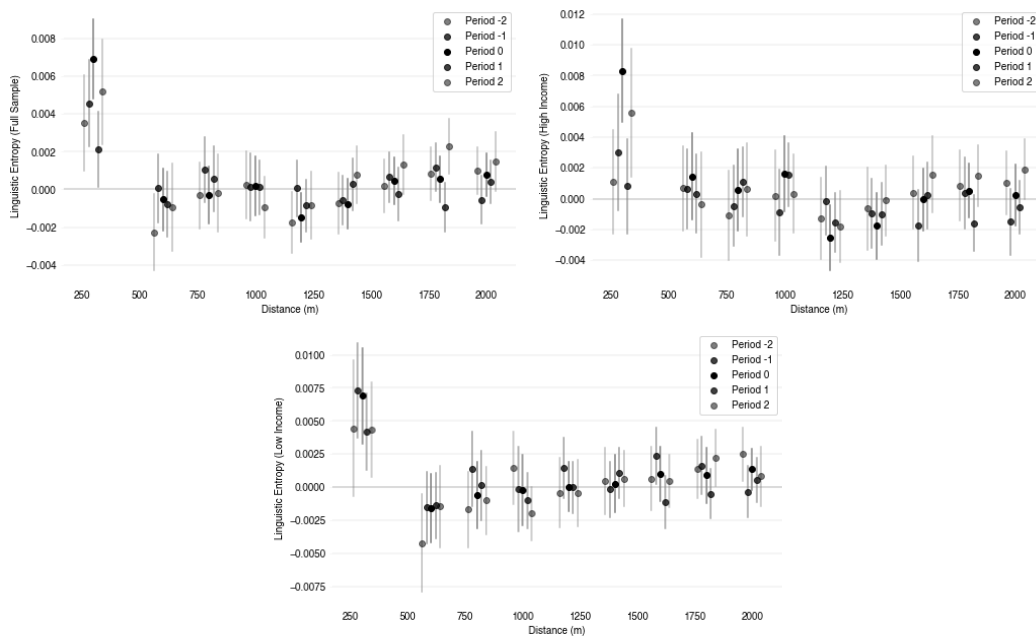 Linguistic Entropy (Full Sample)
0.008
0.006
0.004
0.002
0.000
−0.002
−0.004
250 500 750 1000 1250 1500 1750 2000
Distance (m)
Period -2
Period -1
Period 0
Period 1
Period 2
Linguistic Entropy (High Income)
0.012
0.010
0.008
0.006
0.004
0.002
0.000
−0.002
−0.004
250 500 750 1000 1250 1500 1750 2000
Distance (m)
Period -2
Period -1
Period 0
Period 1
Period 2
Linguistic Entropy (Low Income)
0.0100
0.0075
0.0050
0.0025
0.0000
−0.0025
−0.0050
−0.0075
250 500 750 1000 1250 1500 1750 2000
Distance (m)
Period -2
Period -1
Period 0
Period 1
Period 2